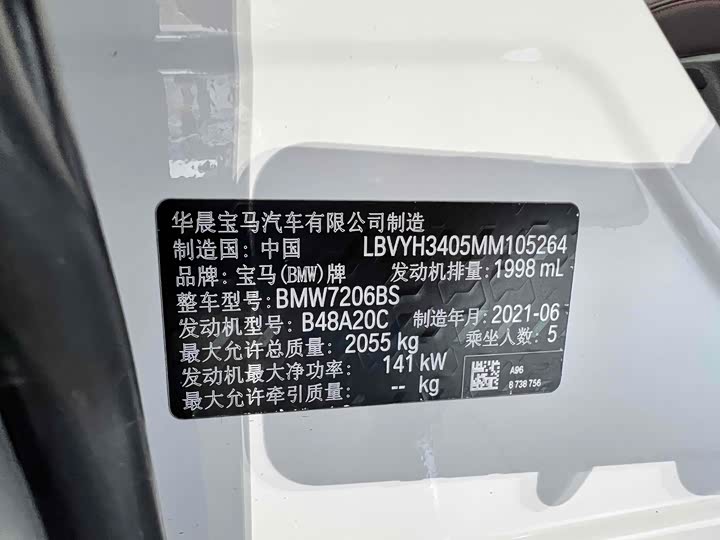 华晨宝马汽车有限公司制造
制造国: 中国 LBVYH3405MM105264
品牌: 宝马(BMW)牌 发动机排量: 1998 mL
整车型号: BMW7206BS
发动机型号: B48A20C 制造年月: 2021-06
最大允许总质量: 2055 kg 乘坐人数: 5
发动机最大净功率: 141 kW
最大允许牵引质量: -- kg
A96
8 738 756